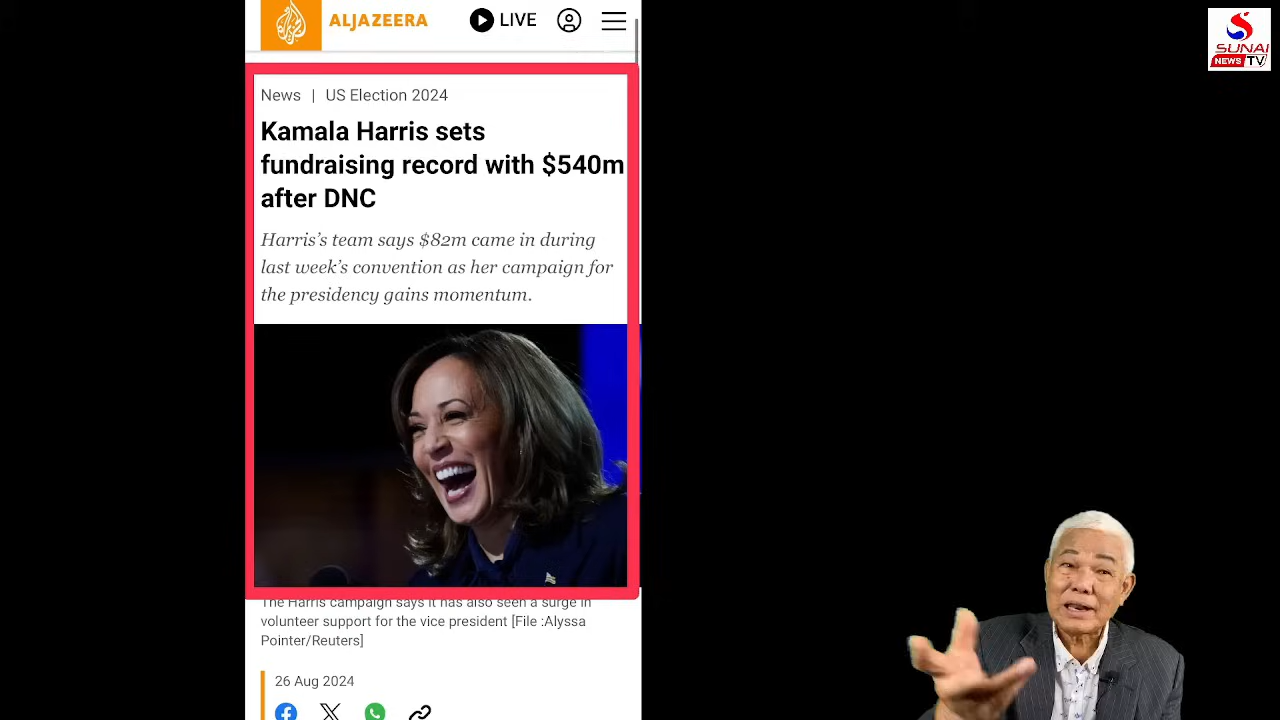 ALJAZEERA
LIVE
SUNAI
NEWS TV
News | US Election 2024
Kamala Harris sets
fundraising record with $540m
after DNC
Harris’s team says $82m came in during
last week’s convention as her campaign for
the presidency gains momentum.
The Harris campaign says it has also seen a surge in
volunteer support for the vice president [File :Alyssa
Pointer/Reuters]
26 Aug 2024